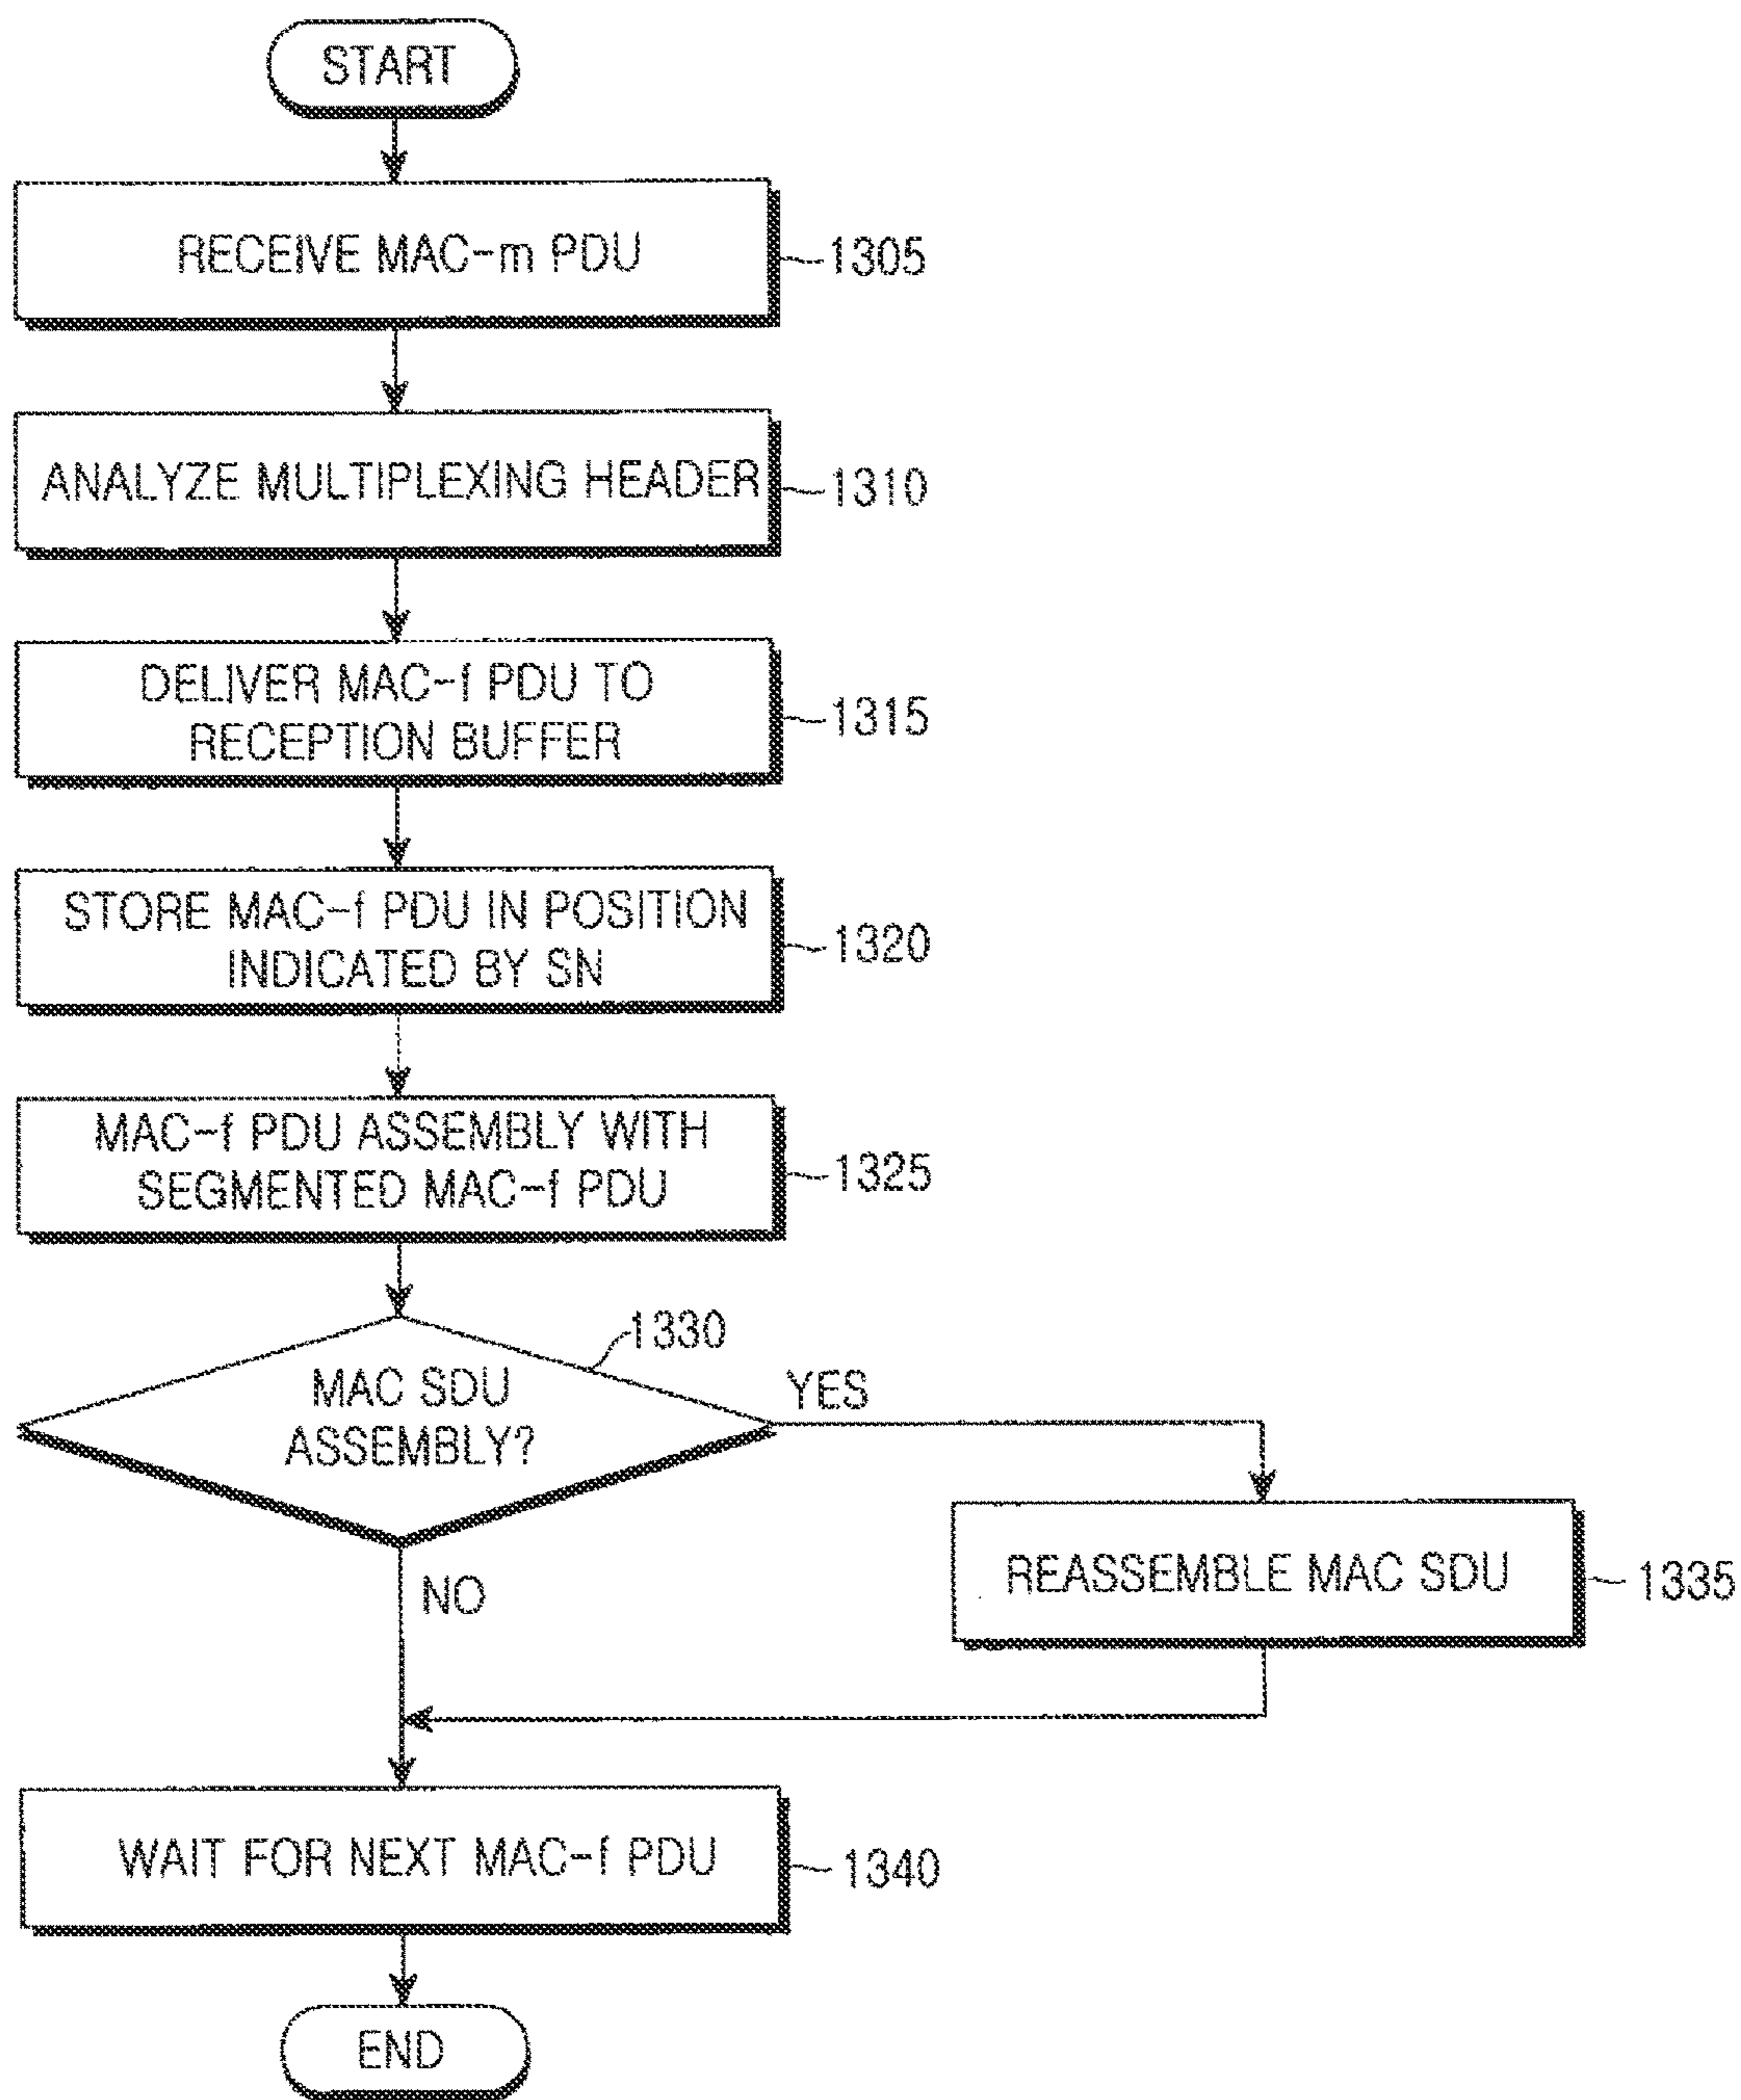 START
RECEIVE MAC-m PDU
1305
ANALYZE MULTIPLEXING HEADER
1310
DELIVER MAC-f PDU TO
RECEPTION BUFFER
1315
STORE MAC-f PDU IN POSITION
INDICATED BY SN
1320
MAC-f PDU ASSEMBLY WITH
SEGMENTED MAC-f PDU
1325
1330
MAC SDU
ASSEMBLY?
YES
NO
REASSEMBLE MAC SDU
1335
WAIT FOR NEXT MAC-f PDU
1340
END